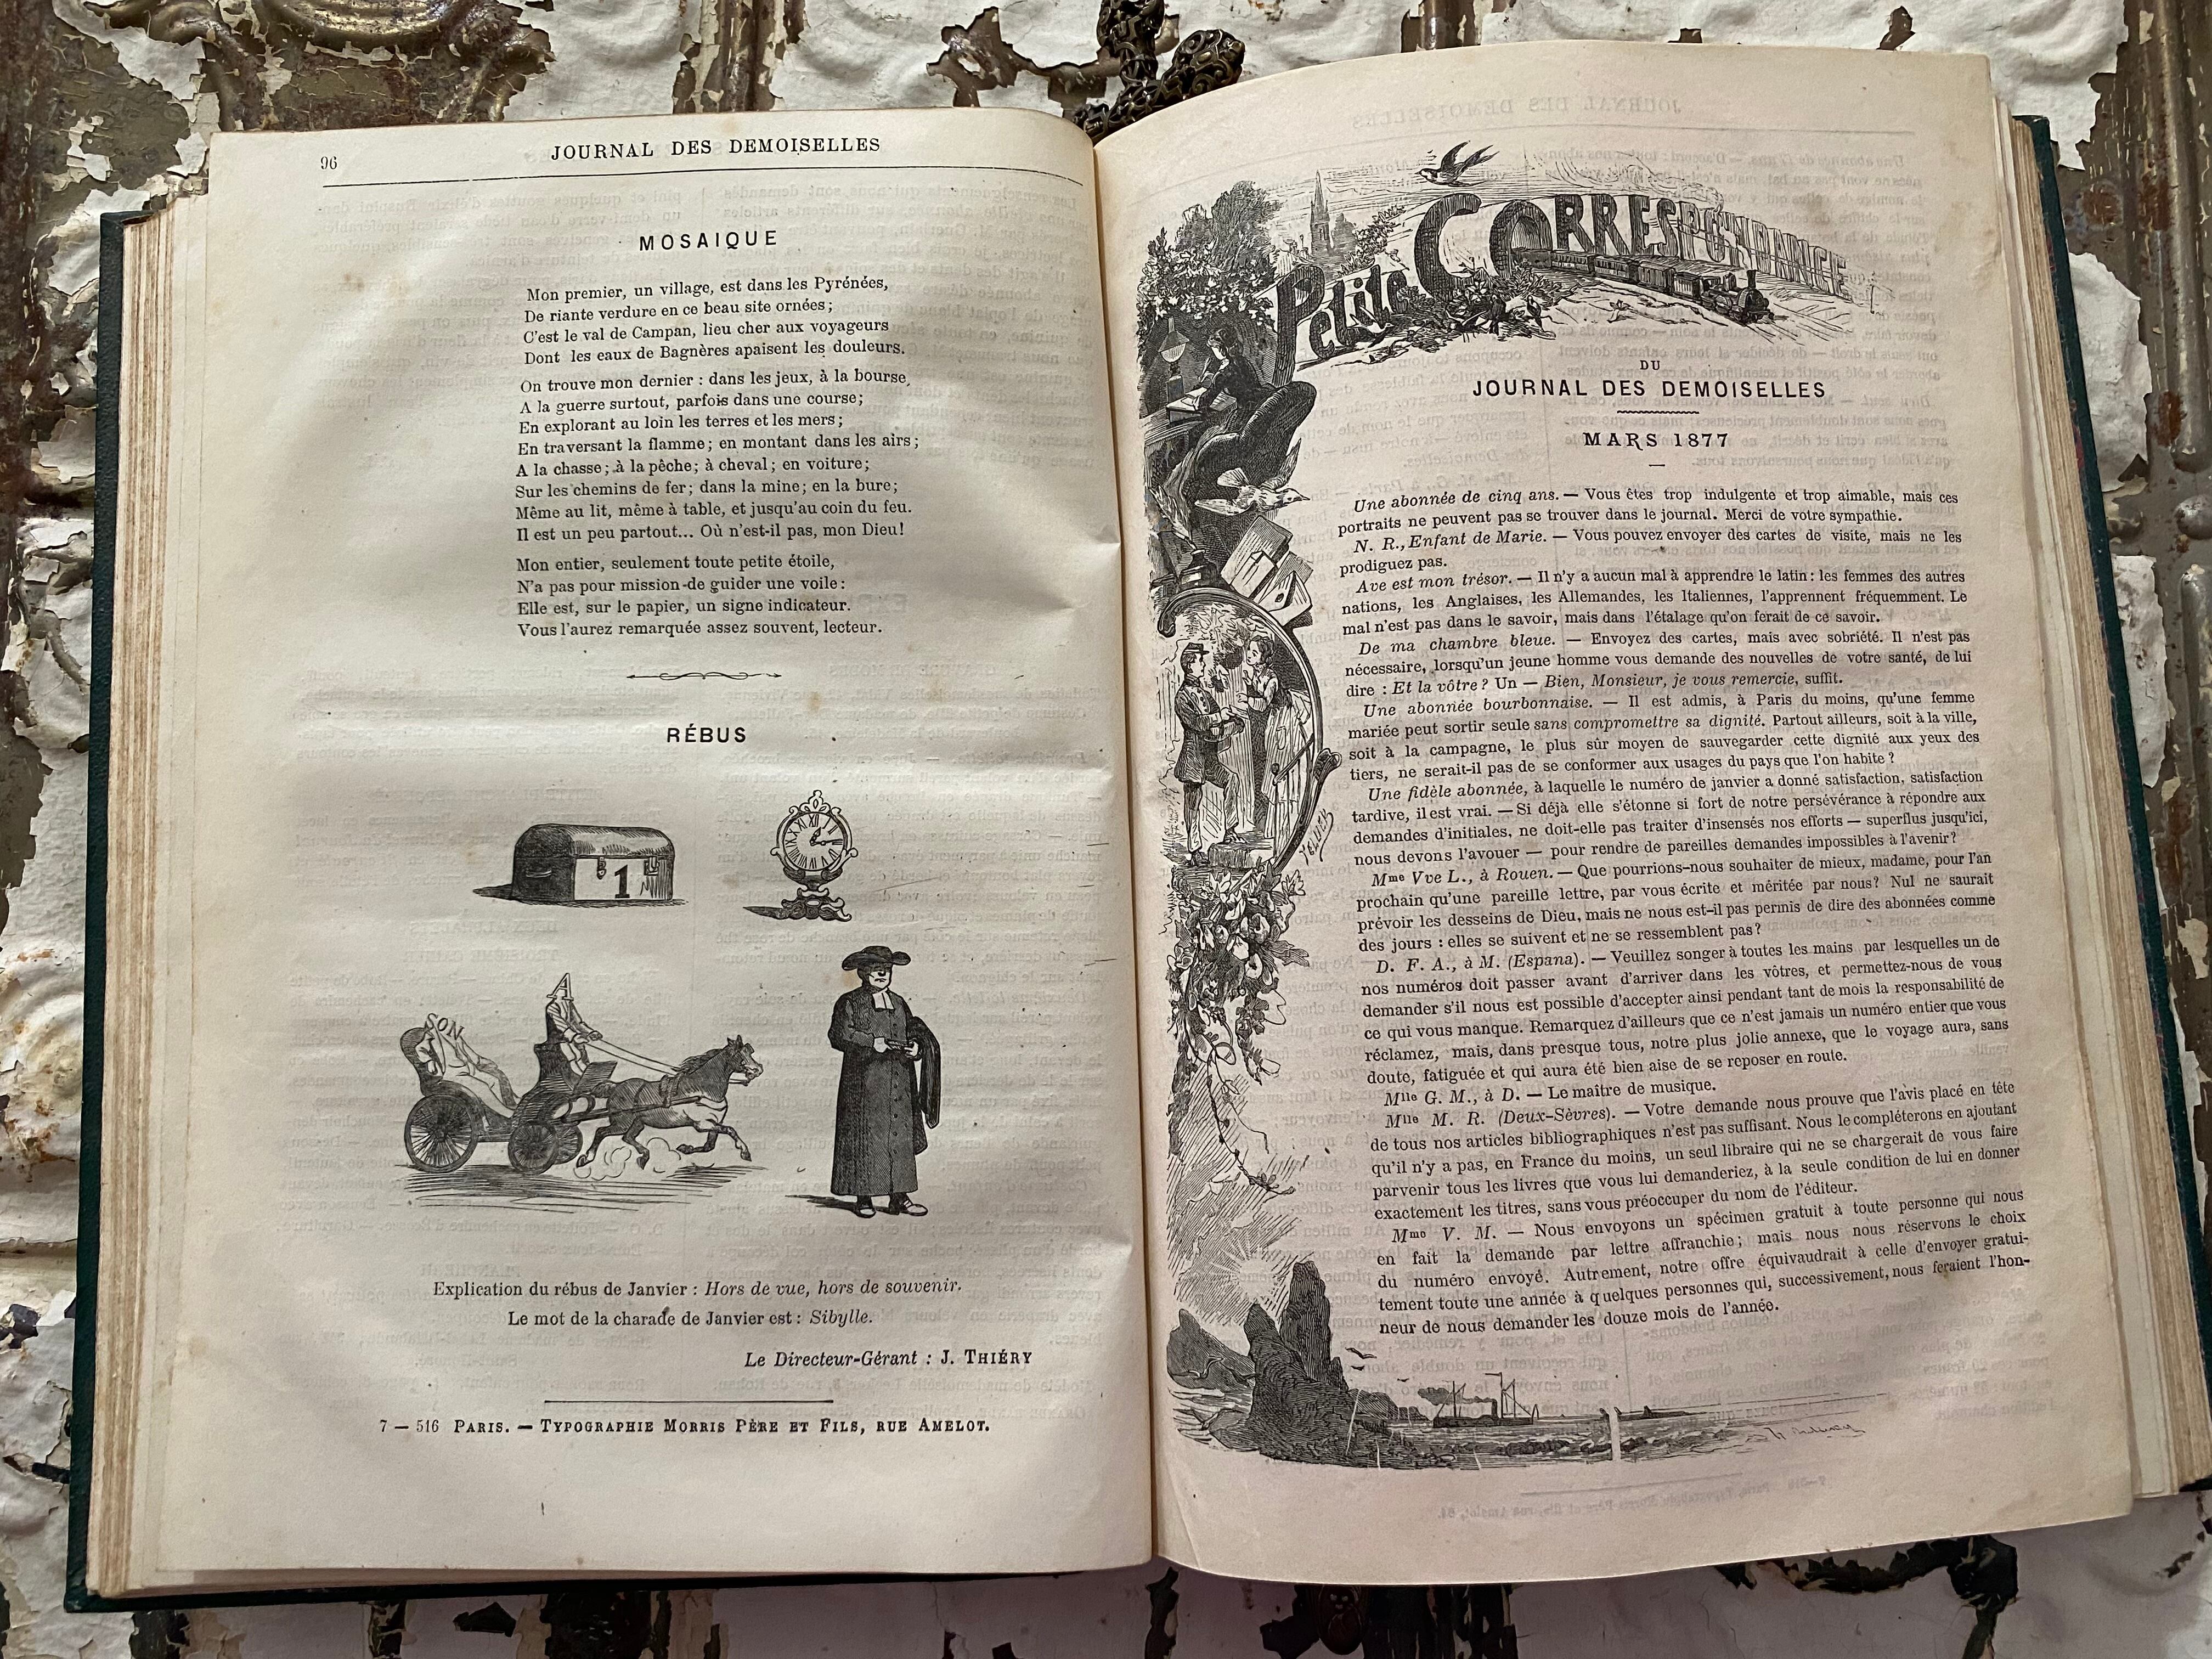 96
JOURNAL DES DEMOISELLES
MOSAIQUE
Mon premier, un village, est dans les Pyrénées,
De riante verdure en ce beau site ornées;
C'est le val de Campan, lieu cher aux voyageurs
Dont les eaux de Bagnères apaisent les douleurs.
On trouve mon dernier : dans les jeux, à la bourse,
A la guerre surtout, parfois dans une course;
En explorant au loin les terres et les mers;
En traversant la flamme; en montant dans les airs;
A la chasse; à la pêche; à cheval; en voiture;
Sur les chemins de fer; dans la mine; en la bure;
Même au lit, même à table, et jusqu'au coin du feu.
Il est un peu partout... Où n'est-il pas, mon Dieu!
Mon entier, seulement toute petite étoile,
N'a pas pour mission de guider une voile:
Elle est, sur le papier, un signe indicateur.
Vous l'aurez remarquée assez souvent, lecteur.
RÉBUS
1
SON
A
Explication du rébus de Janvier : Hors de vue, hors de souvenir.
Le mot de la charade de Janvier est : Sibylle.
Le Directeur-Gérant : J. THIÉRY
7 — 516 PARIS. — TYPOGRAPHIE MORRIS PÈRE ET FILS, RUE AMELOT.
Petite CORRESPONDANCE
DU
JOURNAL DES DEMOISELLES
MARS 1877
Une abonnée de cinq ans. — Vous êtes trop indulgente et trop aimable, mais ces
portraits ne peuvent pas se trouver dans le journal. Merci de votre sympathie.
N. R., Enfant de Marie. — Vous pouvez envoyer des cartes de visite, mais ne les
prodiguez pas.
Ave est mon trésor. — Il n'y a aucun mal à apprendre le latin : les femmes des autres
nations, les Anglaises, les Allemandes, les Italiennes, l'apprennent fréquemment. Le
mal n'est pas dans le savoir, mais dans l'étalage qu'on ferait de ce savoir.
De ma chambre bleue. — Envoyez des cartes, mais avec sobriété. Il n'est pas
nécessaire, lorsqu'un jeune homme vous demande des nouvelles de votre santé, de lui
dire : Et la vôtre? Un — Bien, Monsieur, je vous remercie, suffit.
Une abonnée bourbonnaise. — Il est admis, à Paris du moins, qu'une femme
mariée peut sortir seule sans compromettre sa dignité. Partout ailleurs, soit à la ville,
soit à la campagne, le plus sûr moyen de sauvegarder cette dignité aux yeux des
tiers, ne serait-il pas de se conformer aux usages du pays que l'on habite?
Une fidèle abonnée, à laquelle le numéro de janvier a donné satisfaction, satisfaction
tardive, il est vrai. — Si déjà elle s'étonne si fort de notre persévérance à répondre aux
demandes d'initiales, ne doit-elle pas traiter d'insensés nos efforts — superflus jusqu'ici,
nous devons l'avouer — pour rendre de pareilles demandes impossibles à l'avenir?
Mme Vve L., à Rouen. — Que pourrions-nous souhaiter de mieux, madame, pour l'an
prochain qu'une pareille lettre, par vous écrite et méritée par nous? Nul ne saurait
prévoir les desseins de Dieu, mais ne nous est-il pas permis de dire des abonnées comme
des jours : elles se suivent et ne se ressemblent pas?
D. F. A., à M. (Espana). — Veuillez songer à toutes les mains par lesquelles un de
nos numéros doit passer avant d'arriver dans les vôtres, et permettez-nous de vous
demander s'il nous est possible d'accepter ainsi pendant tant de mois la responsabilité de
ce qui vous manque. Remarquez d'ailleurs que ce n'est jamais un numéro entier que vous
réclamez, mais, dans presque tous, notre plus jolie annexe, que le voyage aura, sans
doute, fatiguée et qui aura été bien aise de se reposer en route.
Mlle G. M., à D. — Le maître de musique.
Mlle M. R. (Deux-Sèvres). — Votre demande nous prouve que l'avis placé en tête
de tous nos articles bibliographiques n'est pas suffisant. Nous le compléterons en ajoutant
qu'il n'y a pas, en France du moins, un seul libraire qui ne se chargerait de vous faire
parvenir tous les livres que vous lui demanderiez, à la seule condition de lui en donner
exactement les titres, sans vous préoccuper du nom de l'éditeur.
Mme V. M. — Nous envoyons un spécimen gratuit à toute personne qui nous
en fait la demande par lettre affranchie; mais nous nous réservons le choix
du numéro envoyé. Autrement, notre offre équivaudrait à celle d'envoyer gratui-
tement toute une année à quelques personnes qui, successivement, nous feraient l'hon-
neur de nous demander les douze mois de l'année.